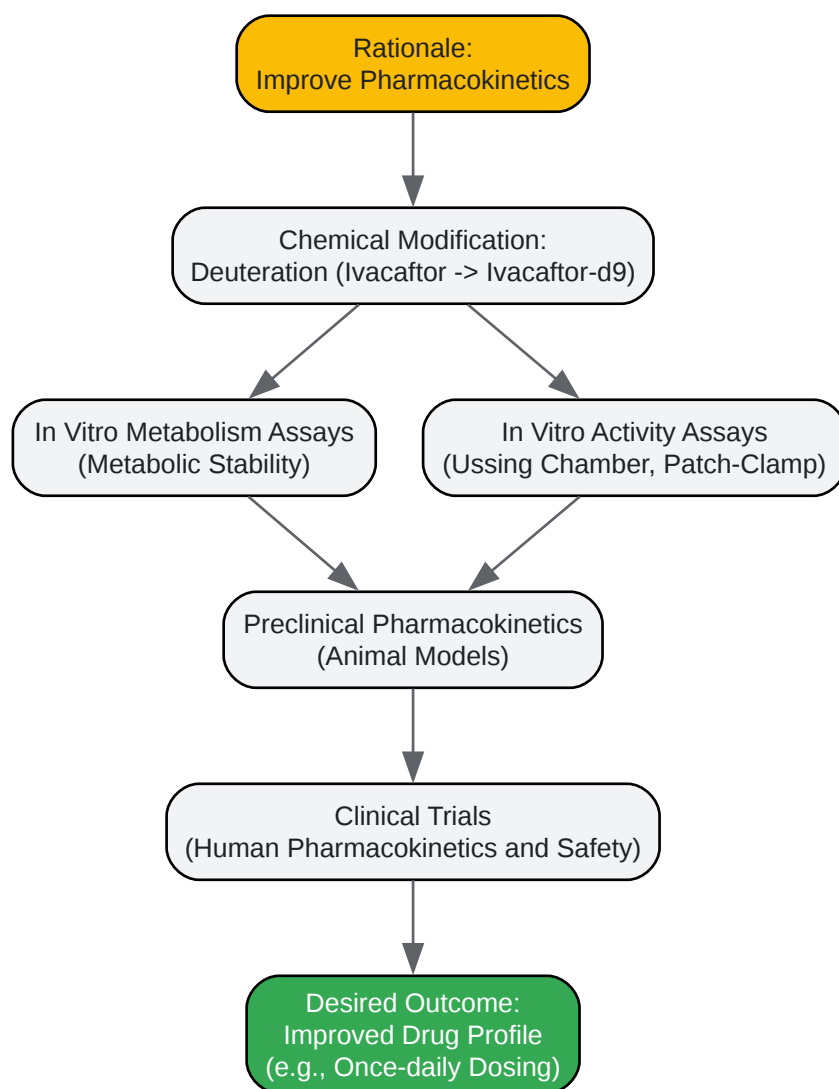 Rationale:
Improve Pharmacokinetics
Chemical Modification:
Deuteration (Ivacaftor -> Ivacaftor-d9)
In Vitro Metabolism Assays
(Metabolic Stability)
In Vitro Activity Assays
(Ussing Chamber, Patch-Clamp)
Preclinical Pharmacokinetics
(Animal Models)
Clinical Trials
(Human Pharmacokinetics and Safety)
Desired Outcome:
Improved Drug Profile
(e.g., Once-daily Dosing)